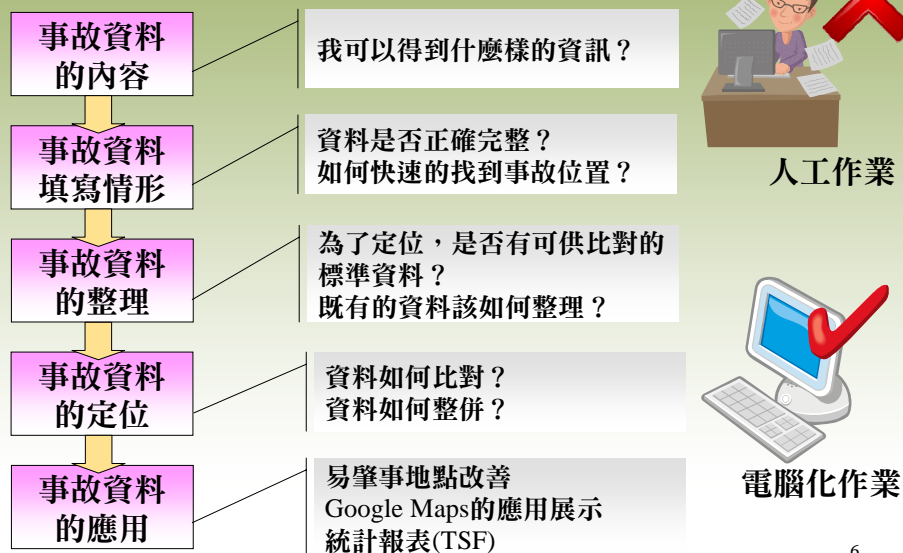 事故資料
的內容
我可以得到什麼樣的資訊？
事故資料
填寫情形
資料是否正確完整？
如何快速的找到事故位置？
人工作業
事故資料
的整理
為了定位，是否有可供比對的
標準資料？
既有的資料該如何整理？
事故資料
的定位
資料如何比對？
資料如何整併？
事故資料
的應用
易肇事地點改善
Google Maps的應用展示
統計報表(TSF)
電腦化作業
6